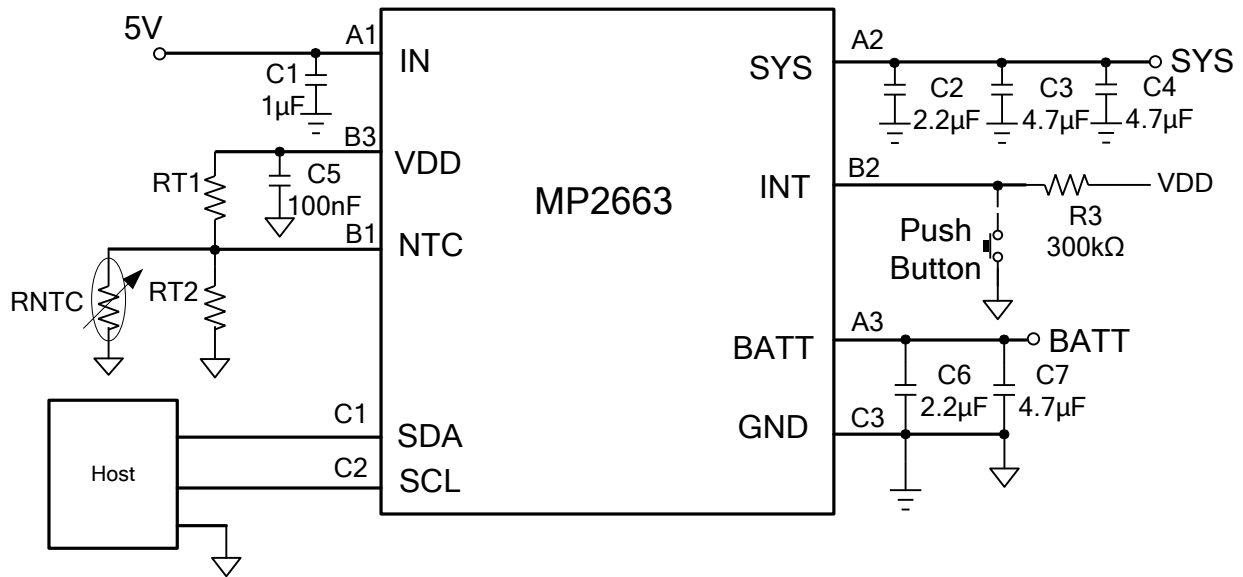 5V
A1
IN
C1
1μF
B3
VDD
RT1
C5
100nF
B1
NTC
RNTC
RT2
Host
C1
SDA
C2
SCL
MP2663
A2
SYS
SYS
C2
2.2μF
C3
4.7μF
C4
4.7μF
B2
INT
VDD
R3
300kΩ
Push
Button
A3
BATT
BATT
C6
2.2μF
C7
4.7μF
C3
GND